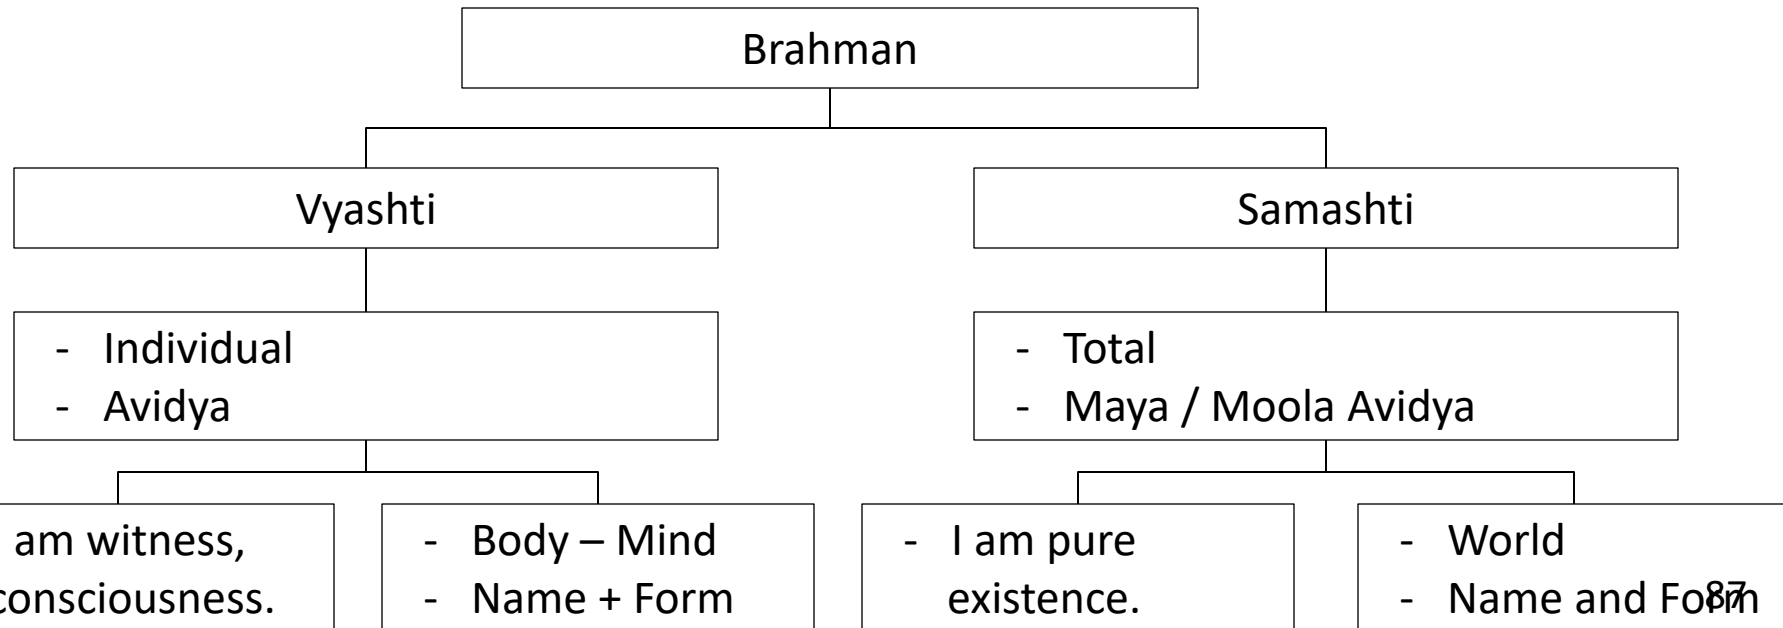 Brahman
Vyashti
Samashti
- Individual
- Avidya
- Total
- Maya / Moola Avidya
am witness,
consciousness.
- Body – Mind
- Name + Form
- I am pure
existence.
- World
- Name and Form
87